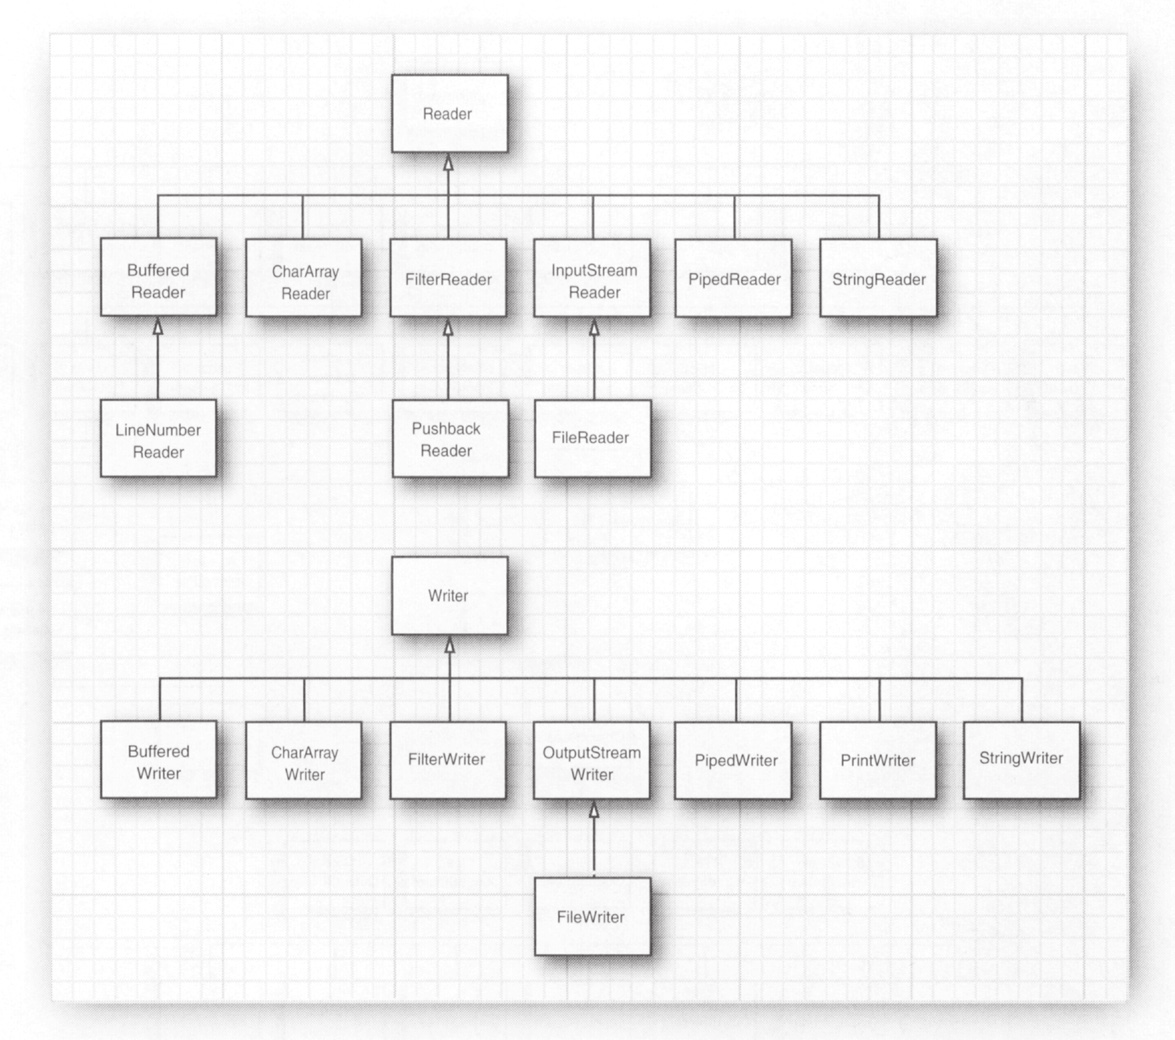 Reader
Buffered
Reader
CharArray
Reader
FilterReader
InputStream
Reader
PipedReader
StringReader
LineNumber
Reader
Pushback
Reader
FileReader
Writer
Buffered
Writer
CharArray
Writer
FilterWriter
OutputStream
Writer
PipedWriter
PrintWriter
StringWriter
FileWriter